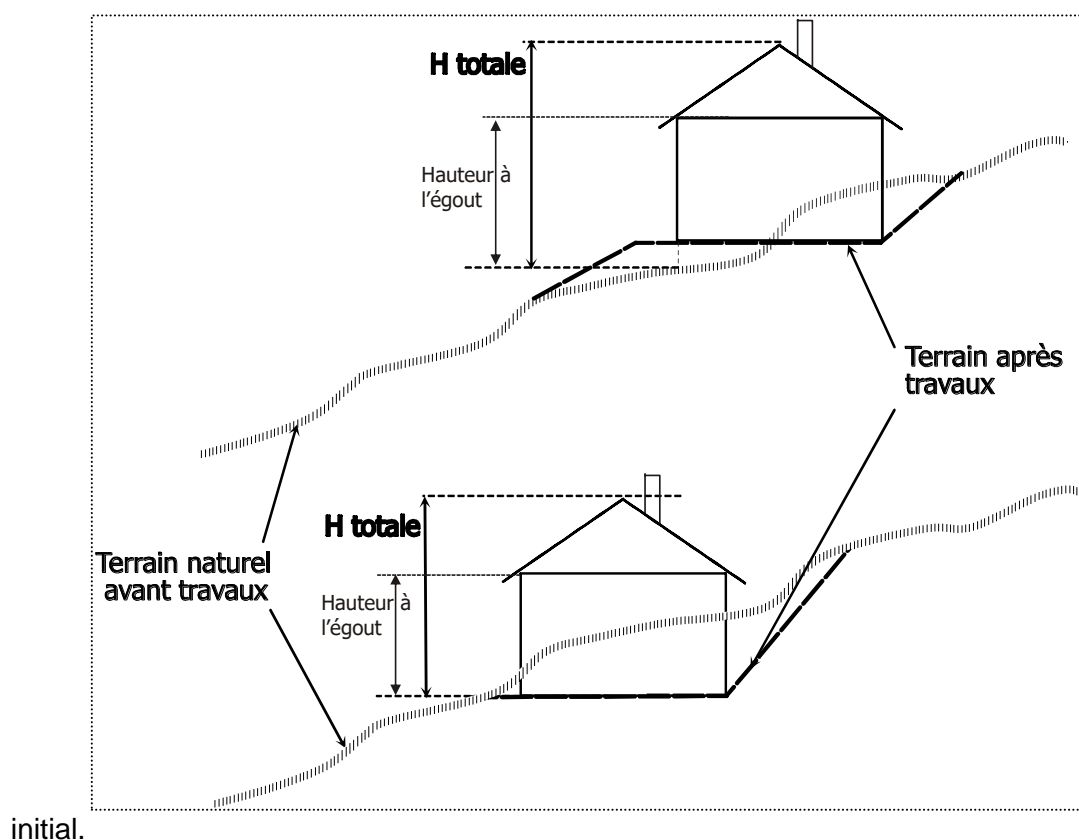 H totale
Hauteur à
l'égout
Terrain après
travaux
H totale
Terrain naturel
avant travaux
Hauteur à
l'égout
initial.